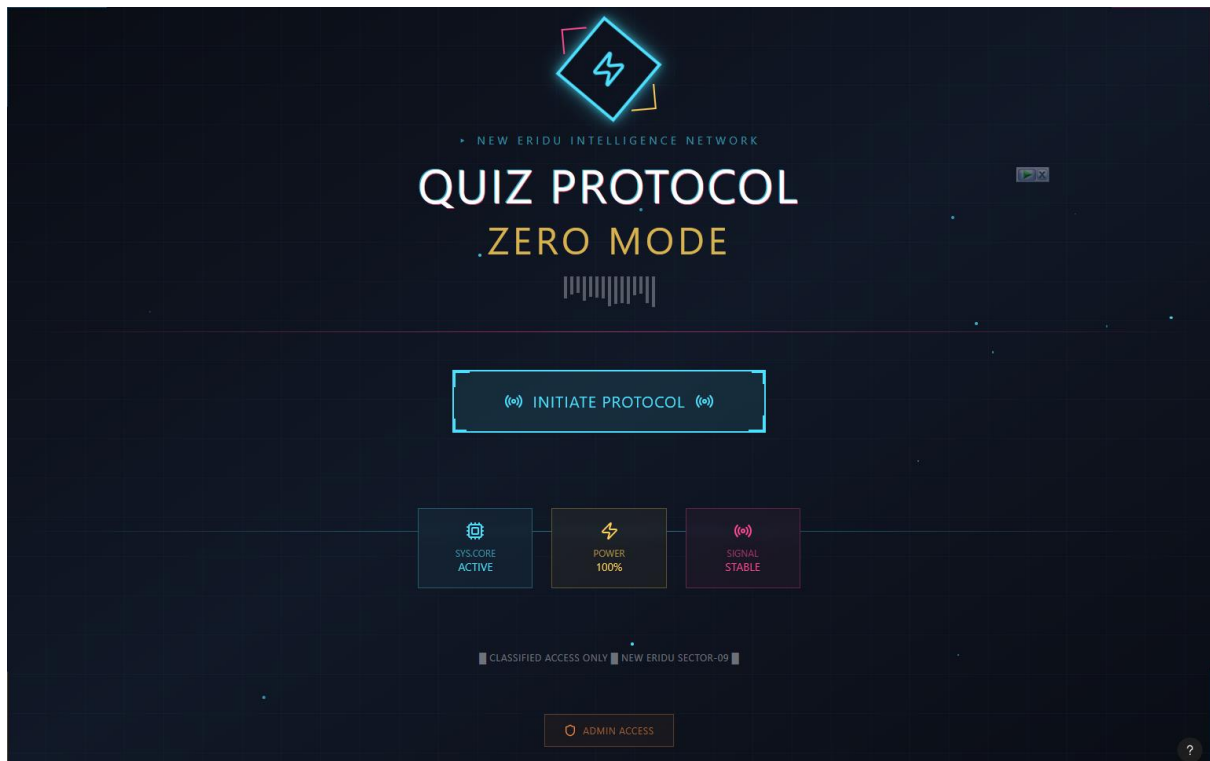 ▸ NEW ERIDU INTELLIGENCE NETWORK
QUIZ PROTOCOL
ZERO MODE
INITIATE PROTOCOL
SYS.CORE
ACTIVE
POWER
100%
SIGNAL
STABLE
█ CLASSIFIED ACCESS ONLY █ NEW ERIDU SECTOR-09 █
ADMIN ACCESS
?